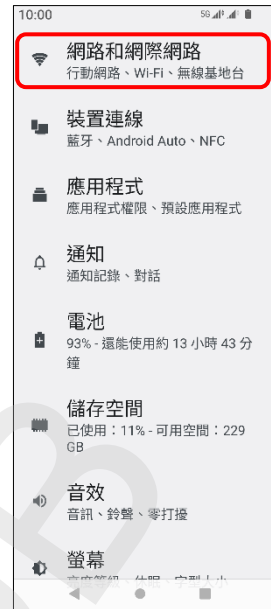 10:00
5G
網路和網際網路
行動網路、Wi-Fi、無線基地台
裝置連線
藍牙、Android Auto、NFC
應用程式
應用程式權限、預設應用程式
通知
通知記錄、對話
電池
93% - 還能使用約 13 小時 43 分
鐘
儲存空間
已使用：11% - 可用空間：229
GB
音效
音訊、鈴聲、零打擾
螢幕